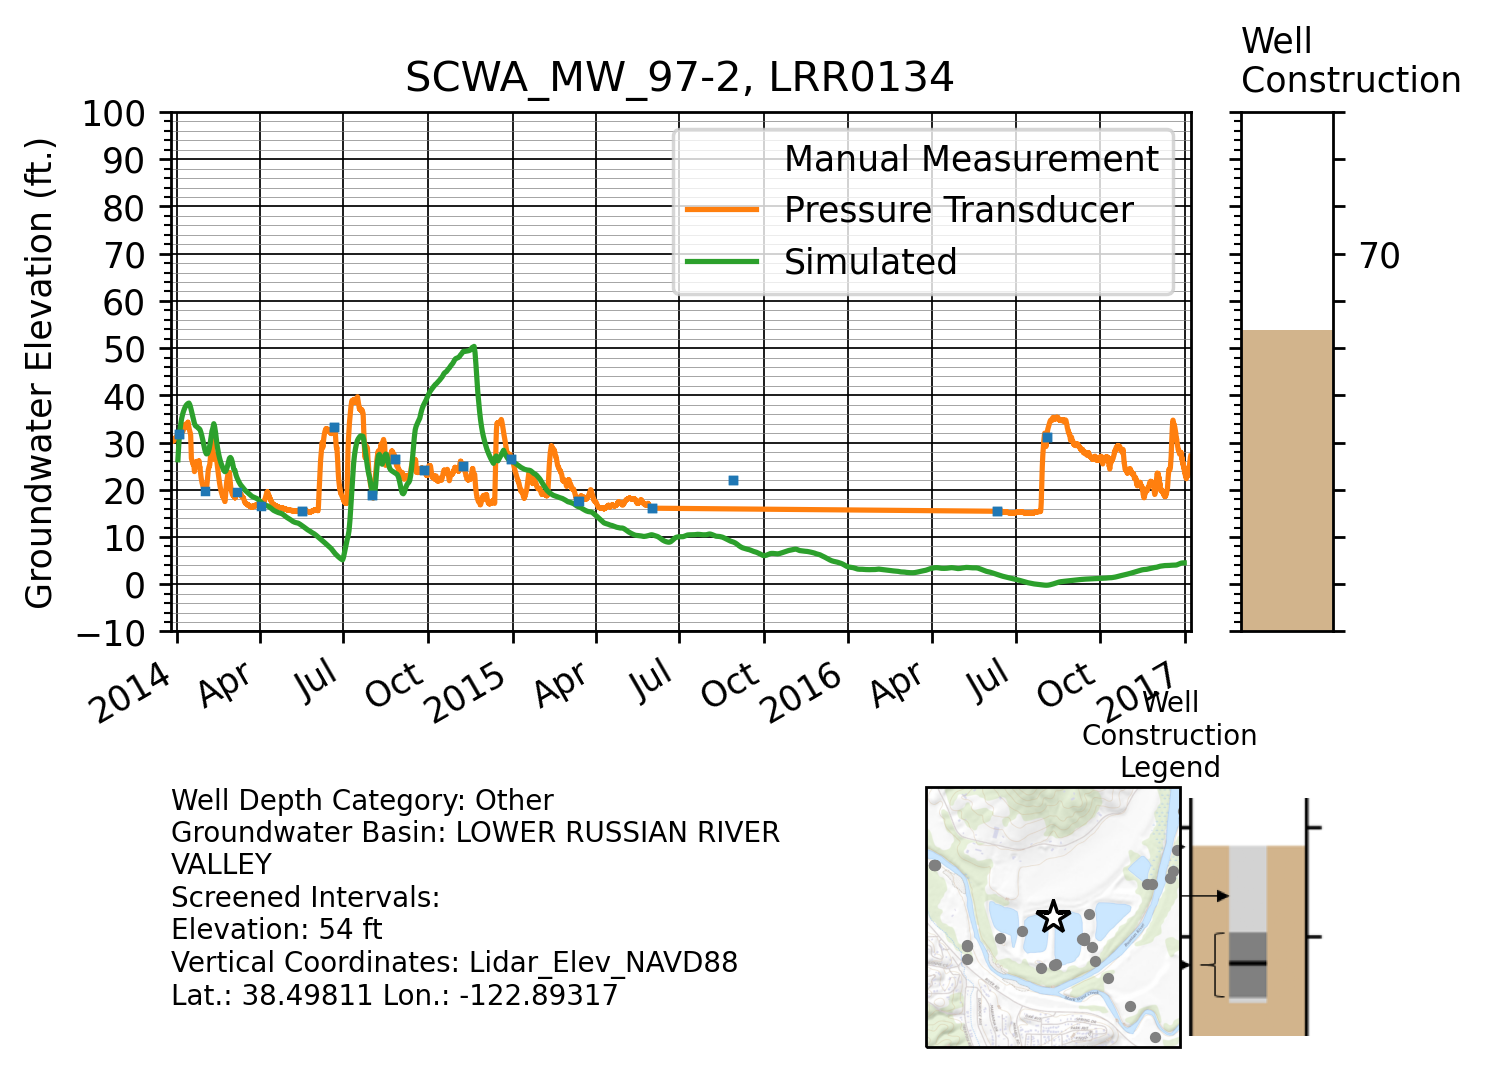 Well
Construction
SCWA_MW_97-2, LRR0134
100
90
80
70
60
50
40
30
20
10
0
−10
Groundwater Elevation (ft.)
Manual Measurement
Pressure Transducer
Simulated
70
2014
Apr
Jul
Oct
2015
Apr
Jul
Oct
2016
Apr
Jul
Oct
2017
Well
Construction
Legend
Well Depth Category: Other
Groundwater Basin: LOWER RUSSIAN RIVER
VALLEY
Screened Intervals:
Elevation: 54 ft
Vertical Coordinates: Lidar_Elev_NAVD88
Lat.: 38.49811 Lon.: -122.89317